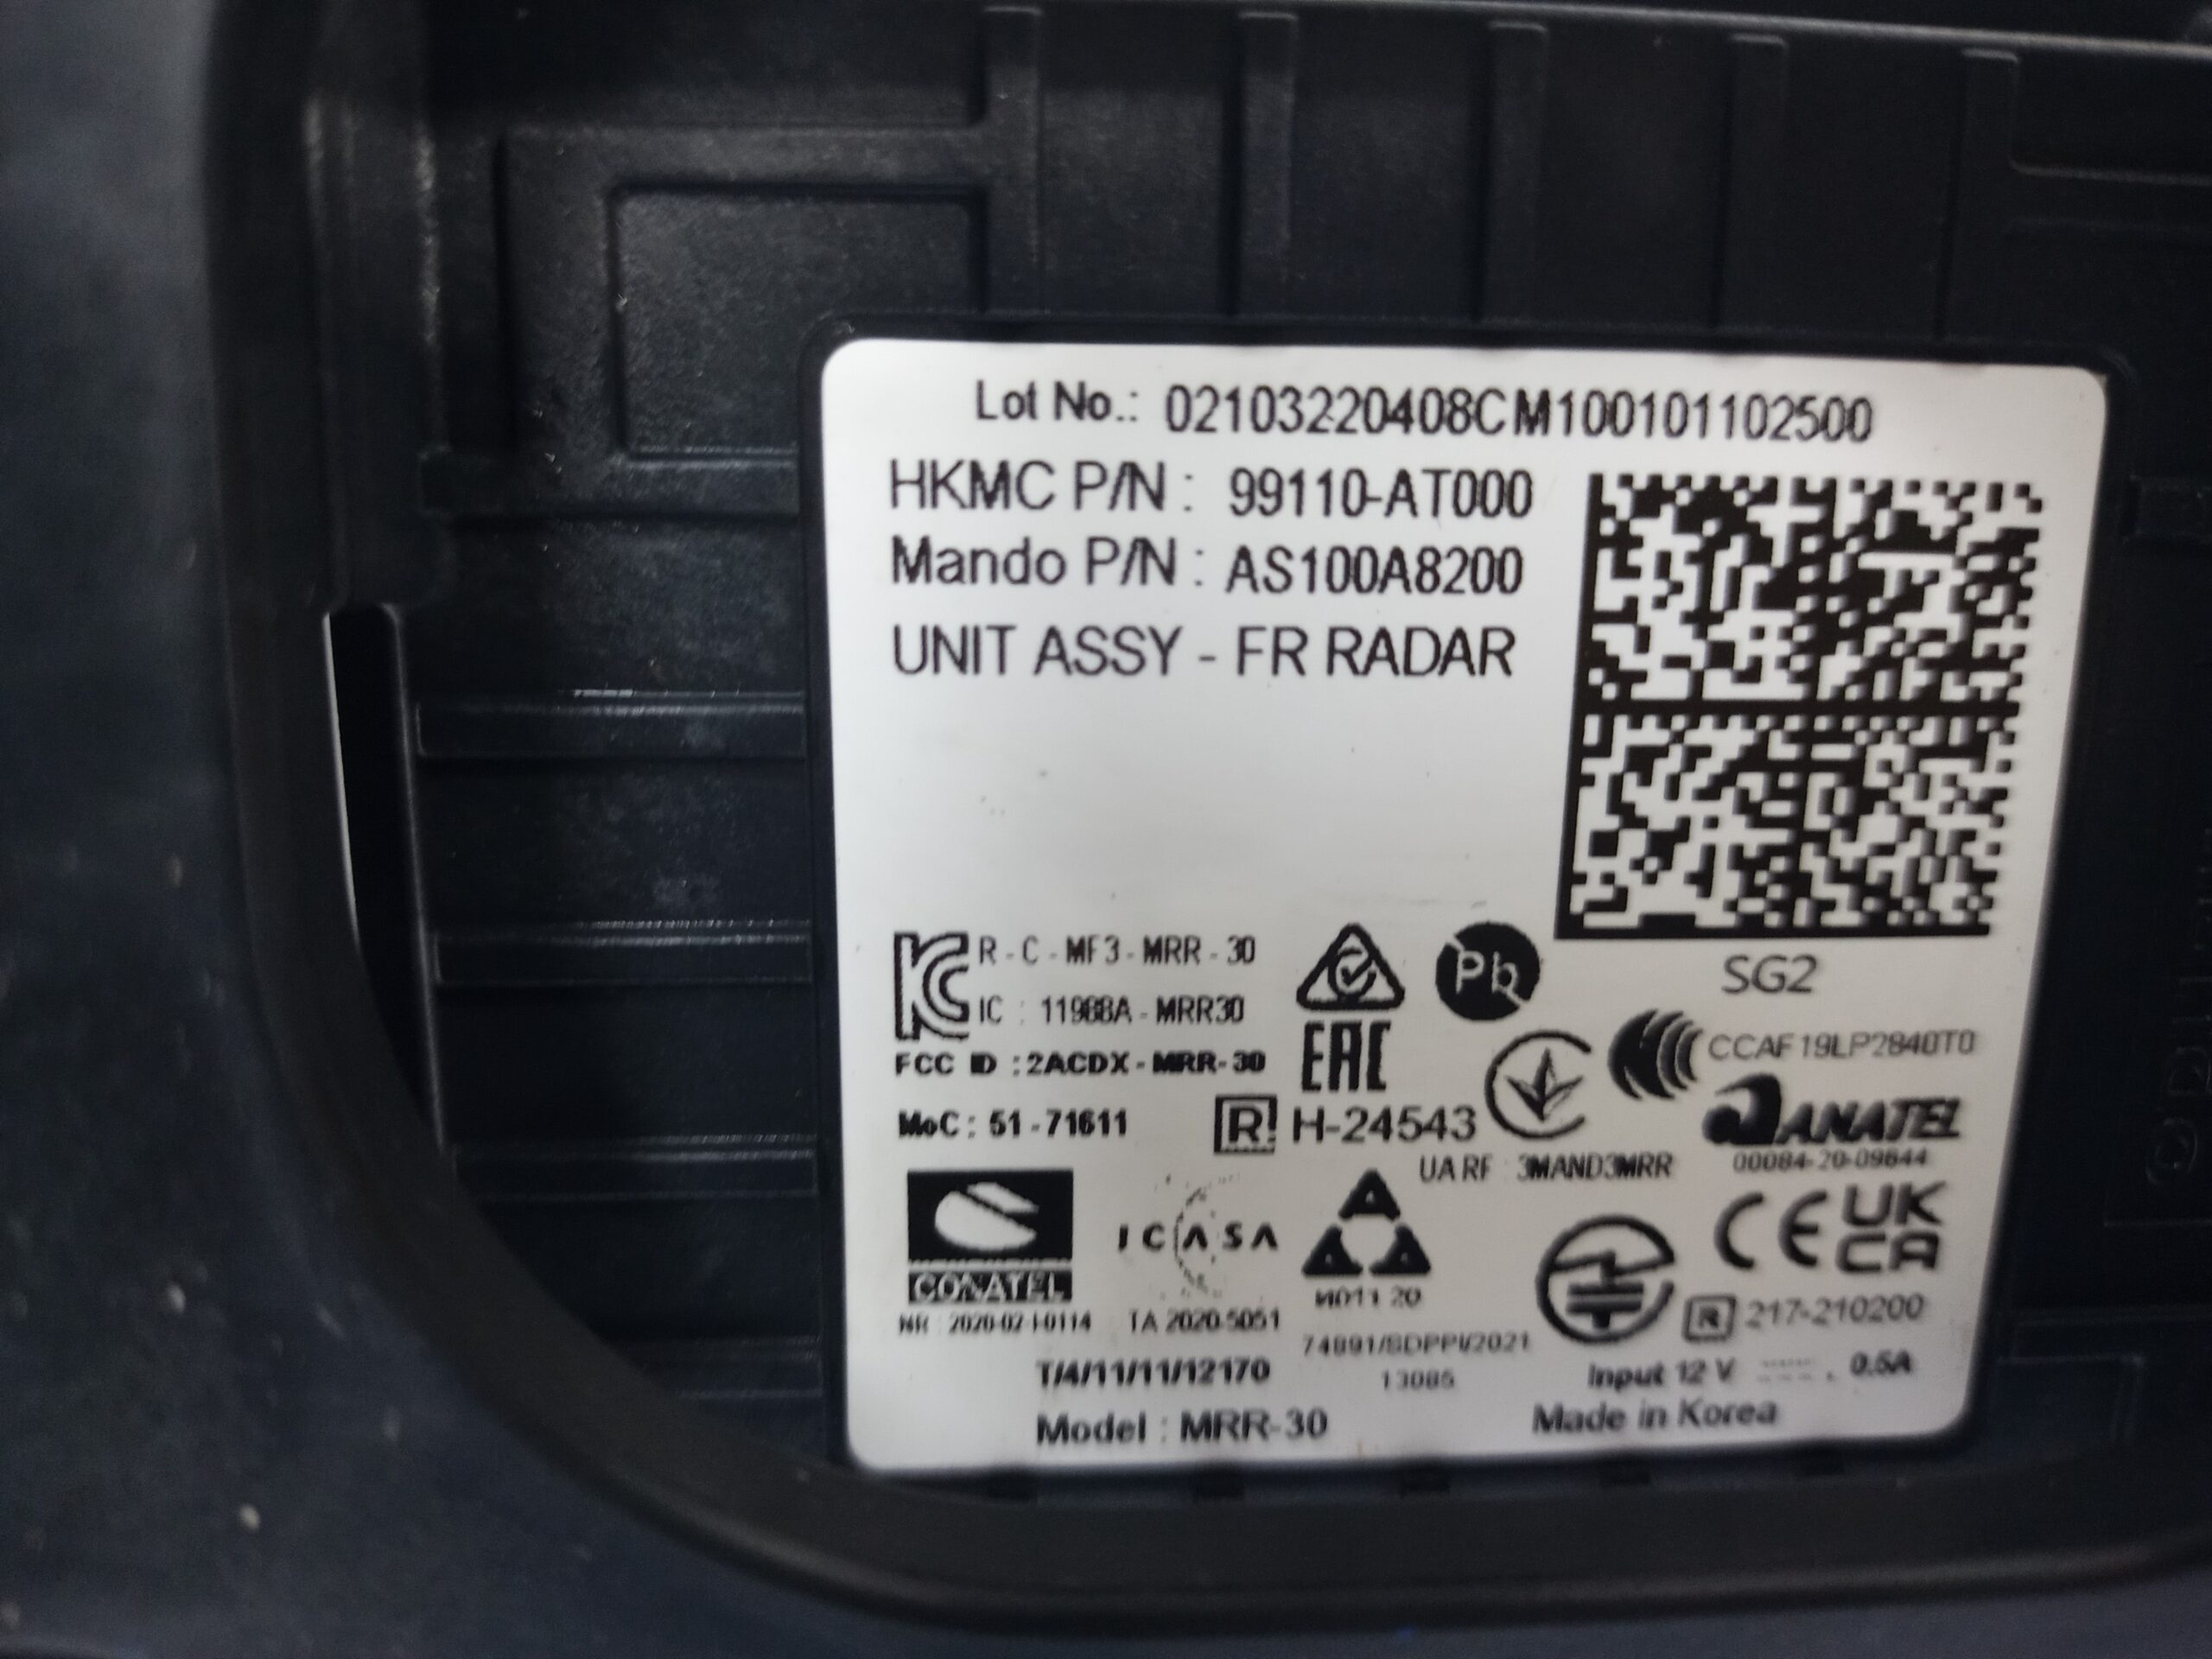 Lot No.: 02103220408CM100101102500
HKMC P/N : 99110-AT000
Mando P/N : AS100A8200
UNIT ASSY - FR RADAR
SG2
R - C - MF3 - MRR - 30
IC : 11988A - MRR30
FCC ID : 2ACDX - MRR- 30
Pb
EAC
CCAF19LP2840T0
MoC : 51 - 71611
R H-24543
ANATEL
00084-20-09644
UA RF : 3MAND3MRR
CONATEL
ICASA
CE UK CA
NR : 2020-02-I-0114
TA 2020-5051
R 217-210200
74891/SDPPI/2021
13085
T/4/11/11/12170
Input 12 V 0.5A
Model : MRR-30
Made in Korea